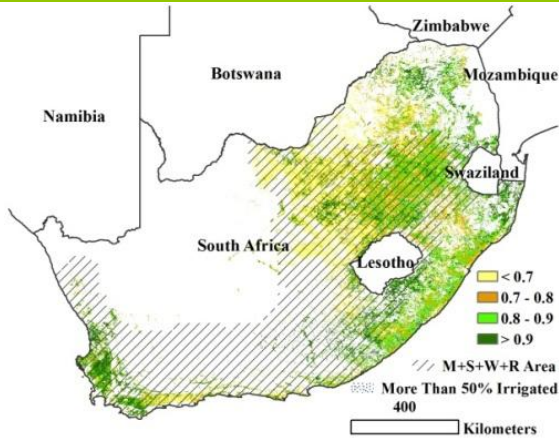 Zimbabwe
Botswana
Mozambique
Namibia
Swaziland
South Africa
Lesotho
< 0.7
0.7 - 0.8
0.8 - 0.9
> 0.9
M+S+W+R Area
More Than 50% Irrigated
400
Kilometers